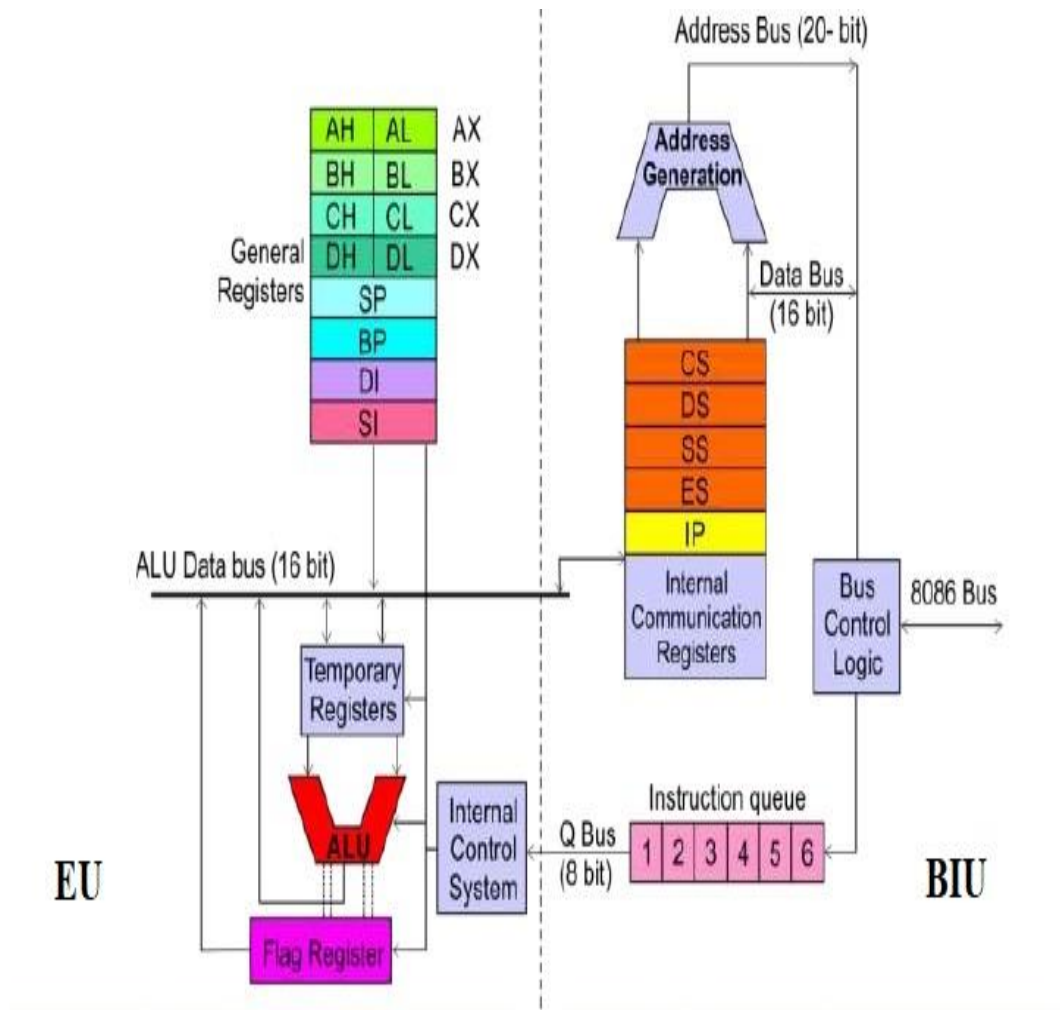 Address Bus (20- bit)
AH AL AX
BH BL BX
CH CL CX
DH DL DX
General
Registers
SP
BP
DI
SI
Address
Generation
Data Bus
(16 bit)
CS
DS
SS
ES
IP
Internal
Communication
Registers
ALU Data bus (16 bit)
Bus
Control
Logic
8086 Bus
Temporary
Registers
ALU
Internal
Control
System
Q Bus
(8 bit)
Instruction queue
1 2 3 4 5 6
EU
BIU
Flag Register